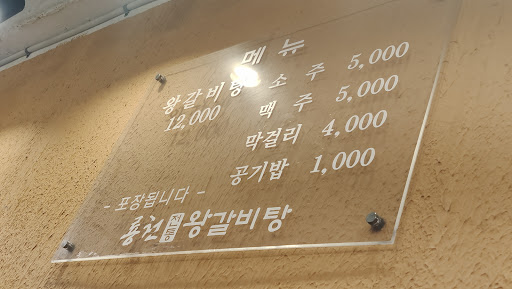 메뉴
왕갈비탕 12,000
소주 5,000
맥주 5,000
막걸리 4,000
공기밥 1,000
- 포장됩니다 -
룡천 왕갈비탕